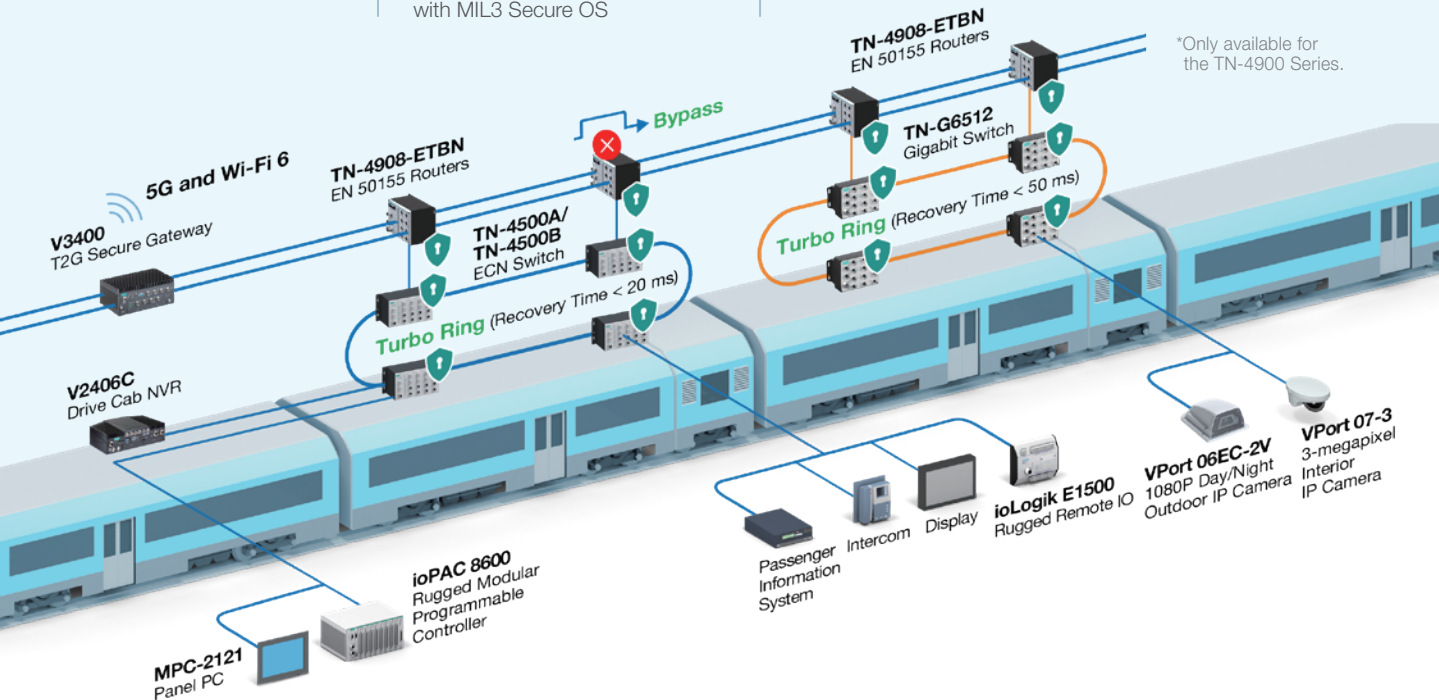 with MIL3 Secure OS
*Only available for
the TN-4900 Series.
TN-4908-ETBN
EN 50155 Routers
Bypass
TN-G6512
Gigabit Switch
5G and Wi-Fi 6
TN-4908-ETBN
EN 50155 Routers
V3400
T2G Secure Gateway
TN-4500A/
TN-4500B
ECN Switch
Turbo Ring (Recovery Time < 50 ms)
Turbo Ring (Recovery Time < 20 ms)
V2406C
Drive Cab NVR
VPort 07-3
3-megapixel
Interior
IP Camera
VPort 06EC-2V
1080P Day/Night
Outdoor IP Camera
ioLogik E1500
Rugged Remote IO
Display
Intercom
Passenger
Information
System
ioPAC 8600
Rugged Modular
Programmable
Controller
MPC-2121
Panel PC